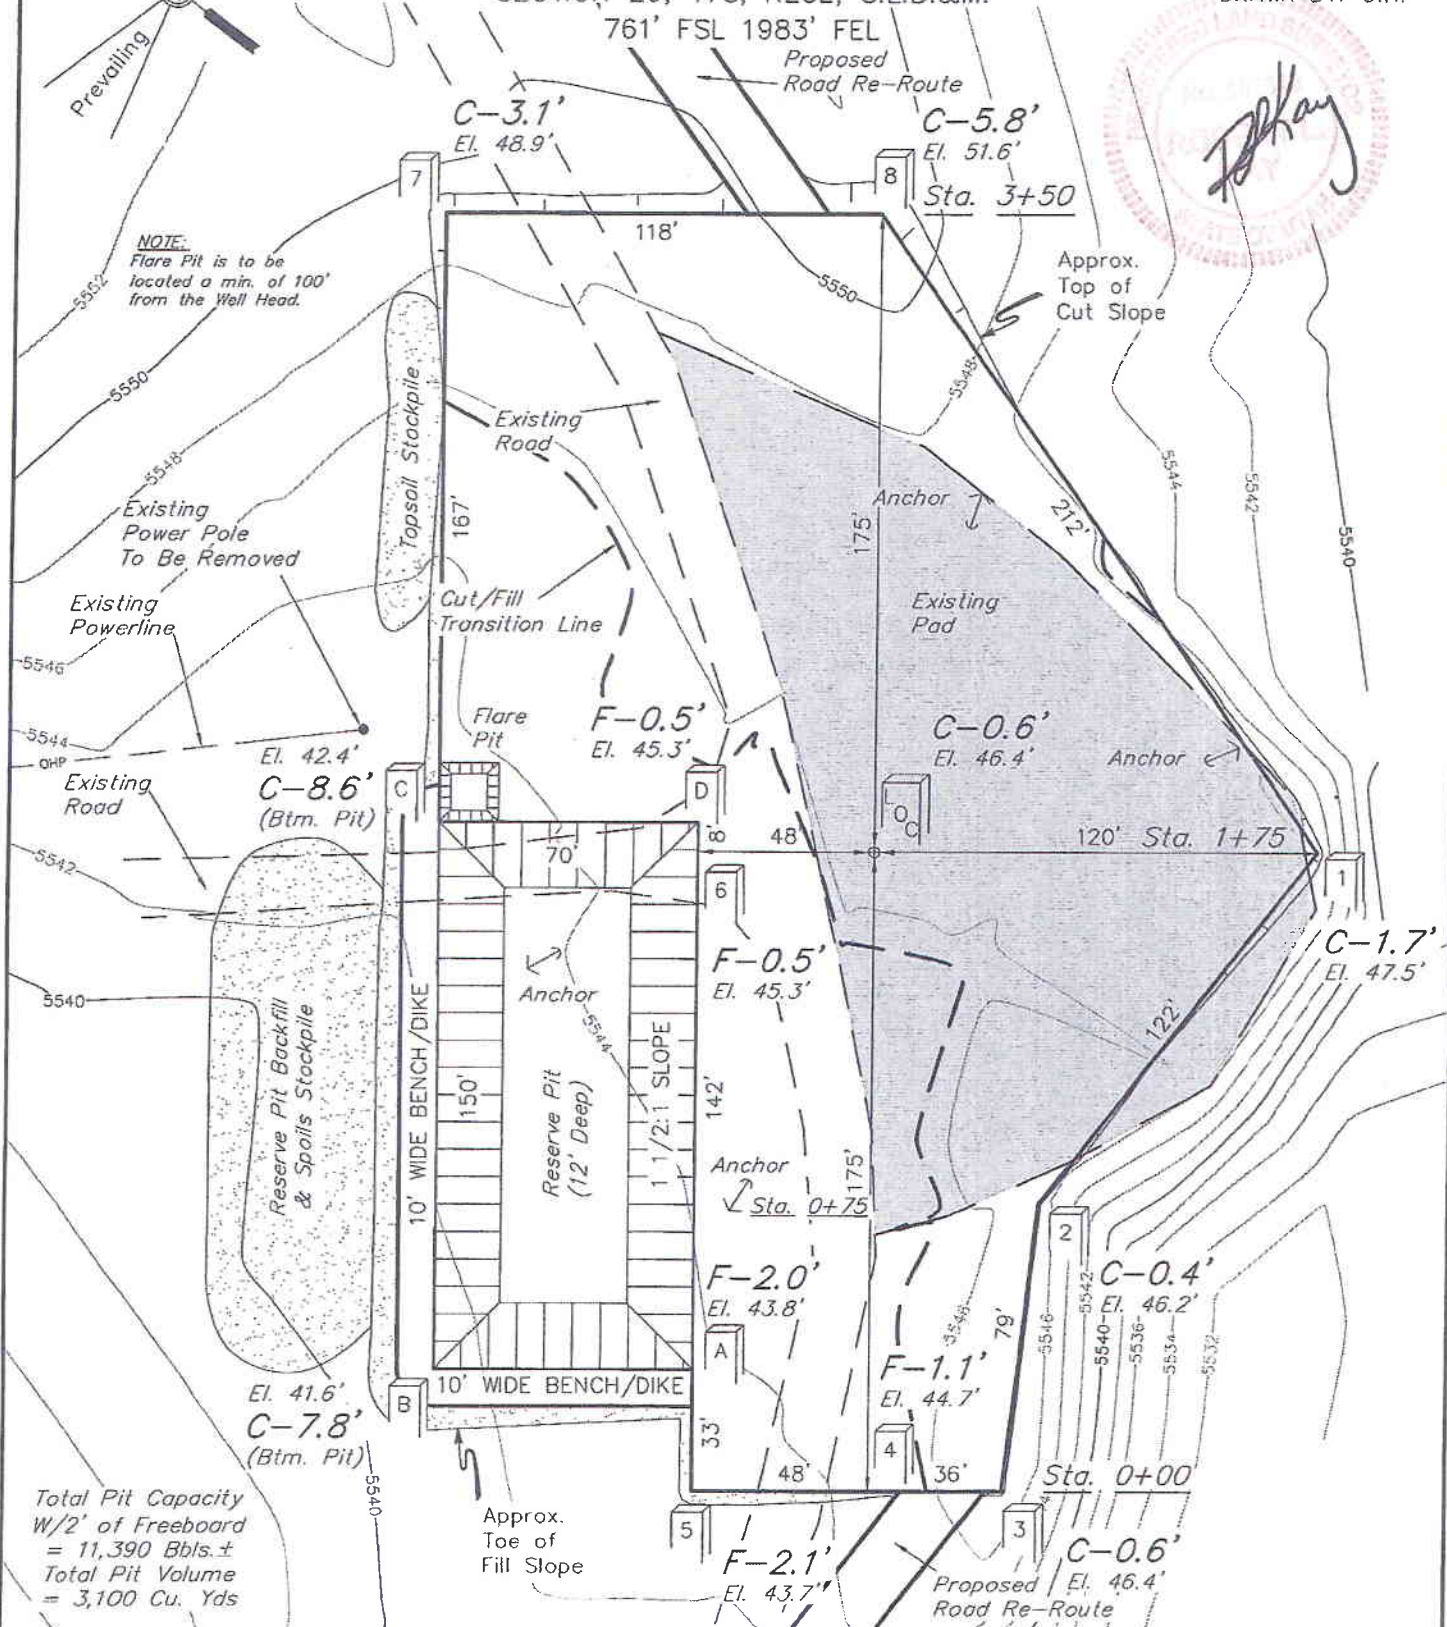 761' FSL 1983' FEL
Prevailing
Proposed
Road Re-Route
C-3.1'
El. 48.9'
C-5.8'
El. 51.6'
7
8
Sta. 3+50
118'
NOTE:
Flare Pit is to be
located a min. of 100'
from the Well Head.
5552
5550
Approx.
Top of
Cut Slope
5550
5548
Topsoil Stockpile
Existing
Road
5548
Anchor
5544
5542
5540
Existing
Power Pole
To Be Removed
167'
175'
212'
Existing
Powerline
Cut/Fill
Transition Line
Existing
Pad
5546
5544
OHP
Flare
Pit
F-0.5'
El. 45.3'
C-0.6'
El. 46.4'
Anchor
El. 42.4'
C-8.6'
(Btm. Pit)
Existing
Road
C
D
LOC
5542
70'
8'
48'
120'
Sta. 1+75
6
1
F-0.5'
El. 45.3'
C-1.7'
El. 47.5'
5540
Anchor
5544
122'
Reserve Pit Backfill
& Spoils Stockpile
10' WIDE BENCH/DIKE
150'
Reserve Pit
(12' Deep)
1 1/2:1 SLOPE
142'
Anchor
Sta. 0+75
175'
2
C-0.4'
El. 46.2'
F-2.0'
El. 43.8'
A
5548
79'
5546
5542
5540
5536
5534
5532
F-1.1'
El. 44.7'
El. 41.6'
C-7.8'
(Btm. Pit)
B
10' WIDE BENCH/DIKE
33'
48'
4
36'
Sta. 0+00
5540
Total Pit Capacity
W/2' of Freeboard
= 11,390 Bbls.±
Total Pit Volume
= 3,100 Cu. Yds
Approx.
Toe of
Fill Slope
5
3
F-2.1'
El. 43.7'
C-0.6'
El. 46.4'
Proposed
Road Re-Route